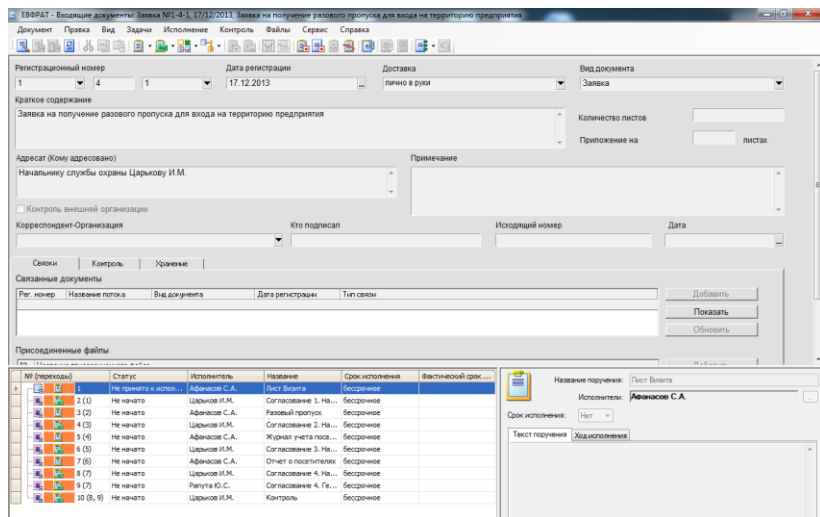 ЕВФРАТ - Входящие документы: Заявка №1-4-1, 17/12/2013, Заявка на получение разового пропуска для входа на территорию предприятия
Документ Правка Вид Задачи Исполнение Контроль Файлы Сервис Справка
Регистрационный номер Дата регистрации Доставка Вид документа
1 4 1 17.12.2013 ... лично в руки Заявка
Краткое содержание
Заявка на получение разового пропуска для входа на территорию предприятия
Количество листов
Приложение на листах
Адресат (Кому адресовано) Примечание
Начальнику службы охраны Царькову И.М.
Контроль внешней организации
Корреспондент-Организация Кто подписал Исходящий номер Дата
...
Связки Контроль Хранение
Связанные документы
Рег. номер Название потока Вид документа Дата регистрации Тип связи
Добавить
Показать
Обновить
Присоединенные файлы
№ (переходы) Статус Исполнитель Название Срок исполнения Фактический срок ...
1 Не принято к испол... Афанасов С.А. Лист Визита бессрочное
2 (1) Не начато Царьков И.М. Согласование 1. На... бессрочное
3 (2) Не начато Афанасов С.А. Разовый пропуск бессрочное
4 (3) Не начато Царьков И.М. Согласование 2. На... бессрочное
5 (4) Не начато Афанасов С.А. Журнал учета посе... бессрочное
6 (5) Не начато Царьков И.М. Согласование 3. На... бессрочное
7 (6) Не начато Афанасов С.А. Отчет о посетителях бессрочное
8 (7) Не начато Царьков И.М. Согласование 4. На... бессрочное
9 (7) Не начато Рапута Ю.С. Согласование 4. Ге... бессрочное
10 (8, 9) Не начато Царьков И.М. Контроль бессрочное
Название поручения: Лист Визита
Исполнители: Афанасов С.А. ...
Срок исполнения: Нет
Текст поручения Ход исполнения